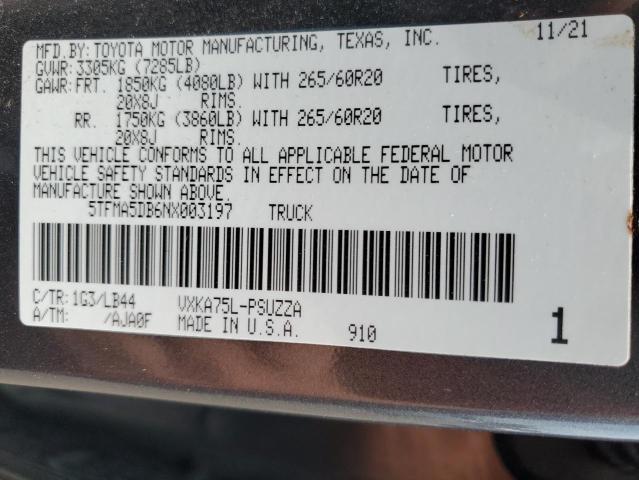 MFD.BY: TOYOTA MOTOR MANUFACTURING, TEXAS, INC. 11/21
GVWR: 3305KG (7285LB)
GAWR: FRT. 1850KG (4080LB) WITH 265/60R20 TIRES,
20X8J RIMS.
RR. 1750KG (3860LB) WITH 265/60R20 TIRES,
20X8J RIMS.
THIS VEHICLE CONFORMS TO ALL APPLICABLE FEDERAL MOTOR
VEHICLE SAFETY STANDARDS IN EFFECT ON THE DATE OF
MANUFACTURE SHOWN ABOVE.
5TFMA5DB6NX003197 TRUCK
C/TR: 1G3/LB44 VXKA75L-PSUZZA
A/TM: /AJA0F MADE IN U.S.A. 910 1